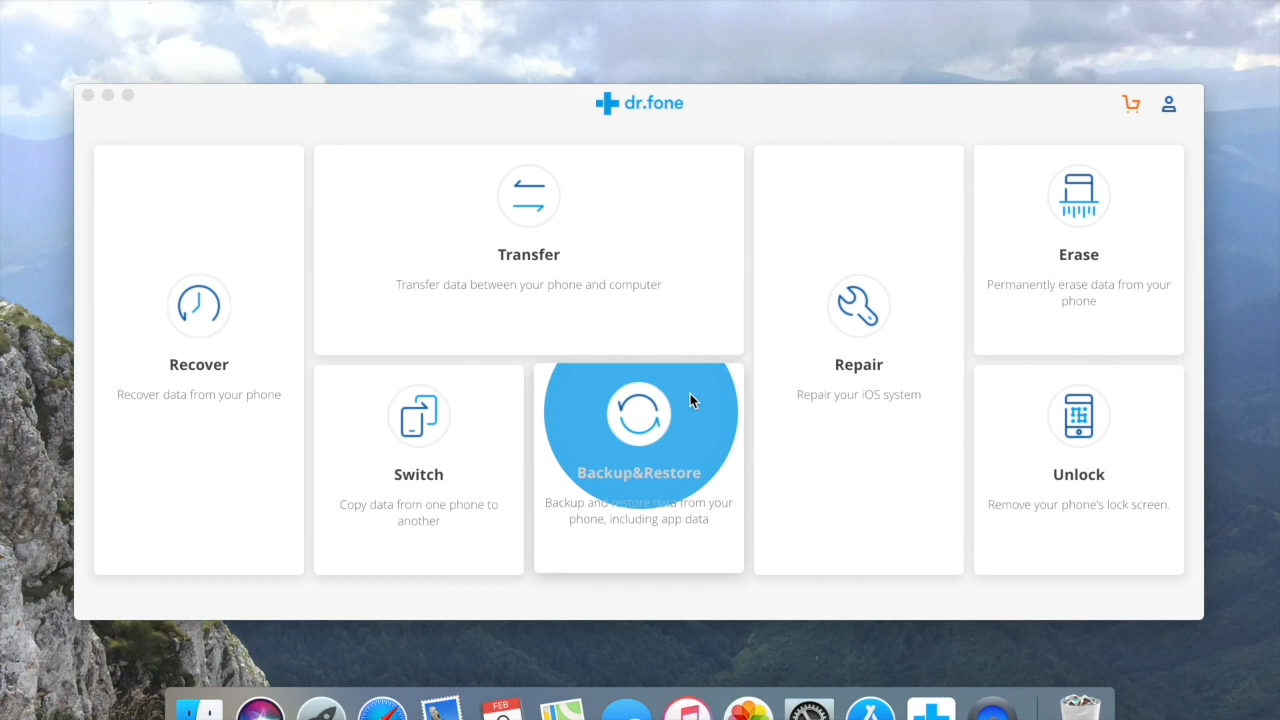 dr.fone
Recover
Recover data from your phone
Transfer
Transfer data between your phone and computer
Switch
Copy data from one phone to
another
Backup&Restore
Backup and restore data from your
phone, including app data
Repair
Repair your iOS system
Erase
Permanently erase data from your
phone
Unlock
Remove your phone's lock screen.
FEB